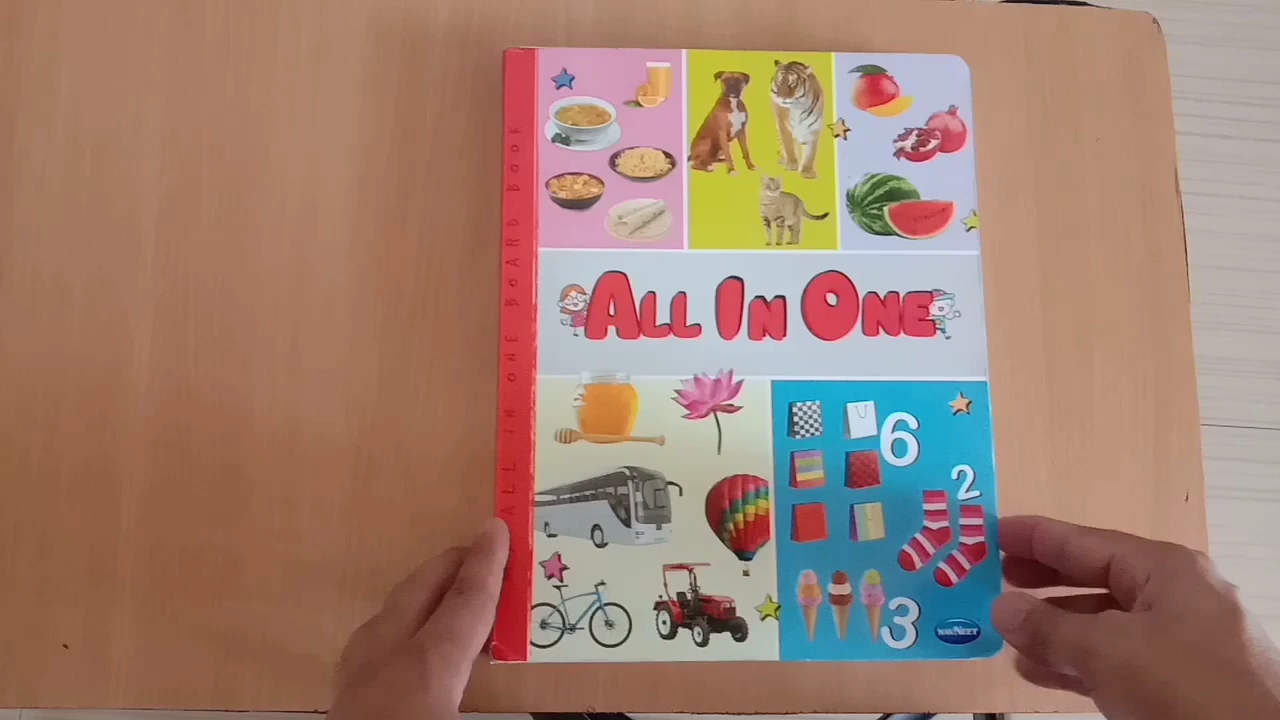 ALL IN ONE BOARD BOOK
ALL IN ONE
6
2
3
NAVNEET